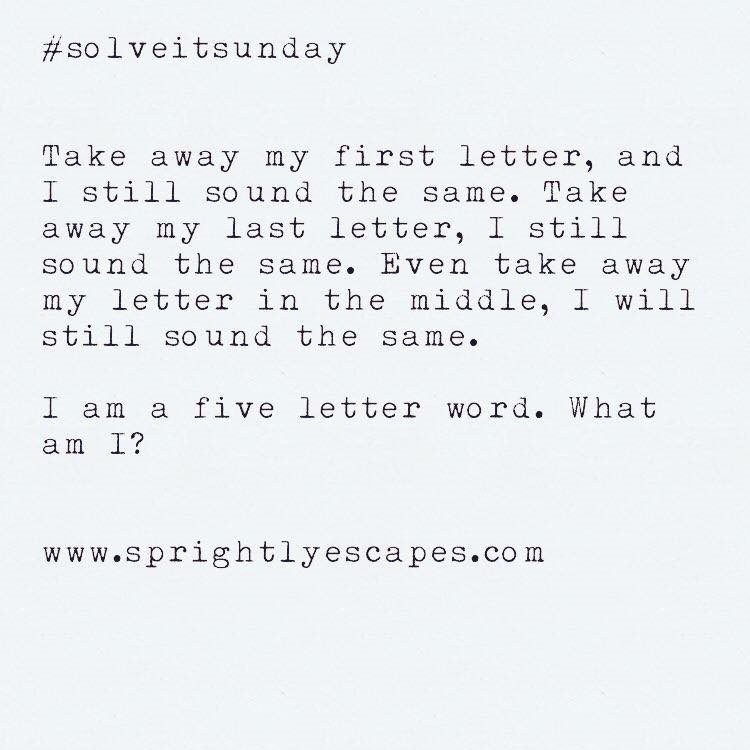 #solveitsunday
Take away my first letter, and
I still sound the same. Take
away my last letter, I still
sound the same. Even take away
my letter in the middle, I will
still sound the same.
I am a five letter word. What
am I?
www.sprightlyescapes.com